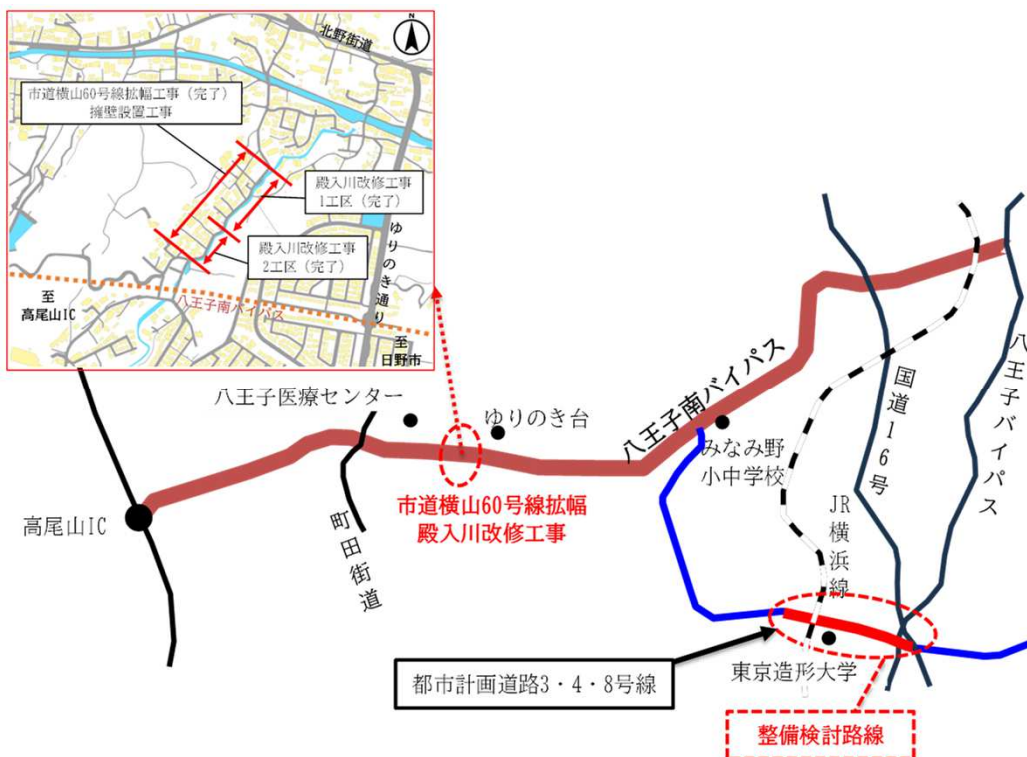 北野街道
市道横山60号線拡幅工事（完了）
擁壁設置工事
殿入川改修工事
1工区（完了）
殿入川改修工事
2工区（完了）
ゆりのき通り
至
高尾山IC
八王子南バイパス
至
日野市
八王子医療センター
ゆりのき台
八王子南バイパス
みなみ野
小中学校
国道16号
八王子バイパス
高尾山IC
町田街道
市道横山60号線拡幅
殿入川改修工事
JR横浜線
都市計画道路3・4・8号線
東京造形大学
整備検討路線